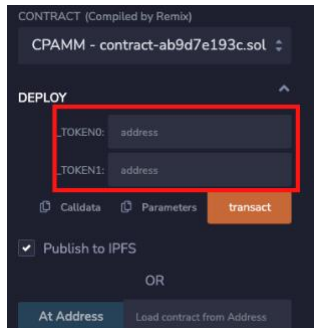 CONTRACT (Compiled by Remix)
CPAMM - contract-ab9d7e193c.sol
DEPLOY
_TOKEN0: address
_TOKEN1: address
Calldata Parameters transact
Publish to IPFS
OR
At Address Load contract from Address